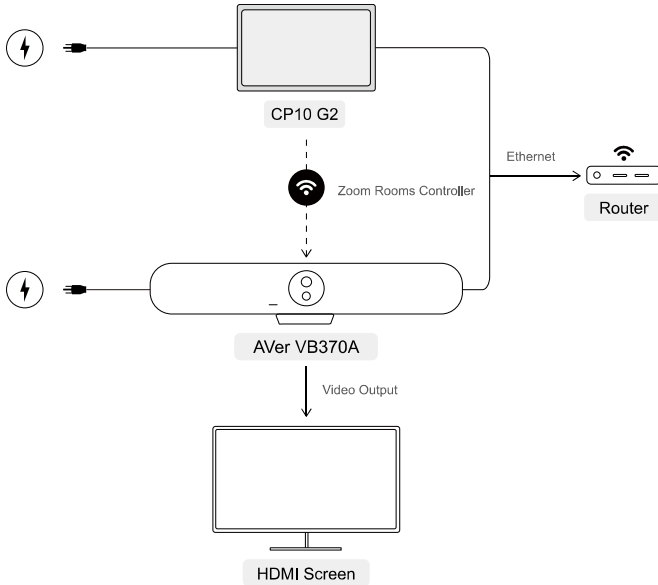 CP10 G2
Ethernet
Zoom Rooms Controller
Router
AVer VB370A
Video Output
HDMI Screen